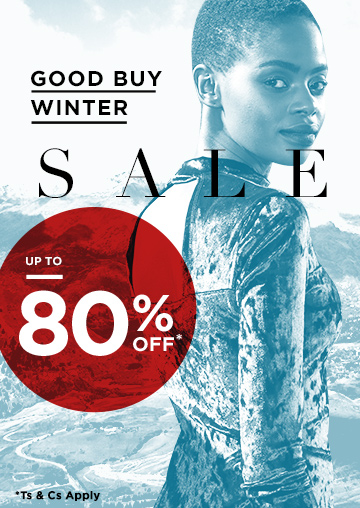 GOOD BUY
WINTER
SALE
UP TO
80%
OFF*
*Ts & Cs Apply